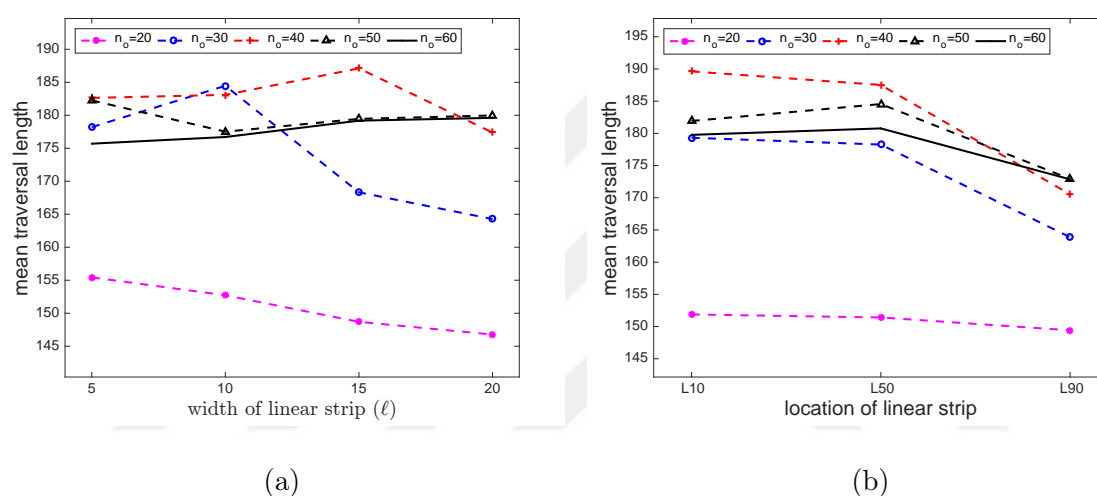 n_o=20 n_o=30 n_o=40 n_o=50 n_o=60
190
185
180
175
170
165
160
155
150
145
mean traversal length
5 10 15 20
width of linear strip (ℓ)
(a)
n_o=20 n_o=30 n_o=40 n_o=50 n_o=60
195
190
185
180
175
170
165
160
155
150
145
mean traversal length
L10 L50 L90
location of linear strip
(b)